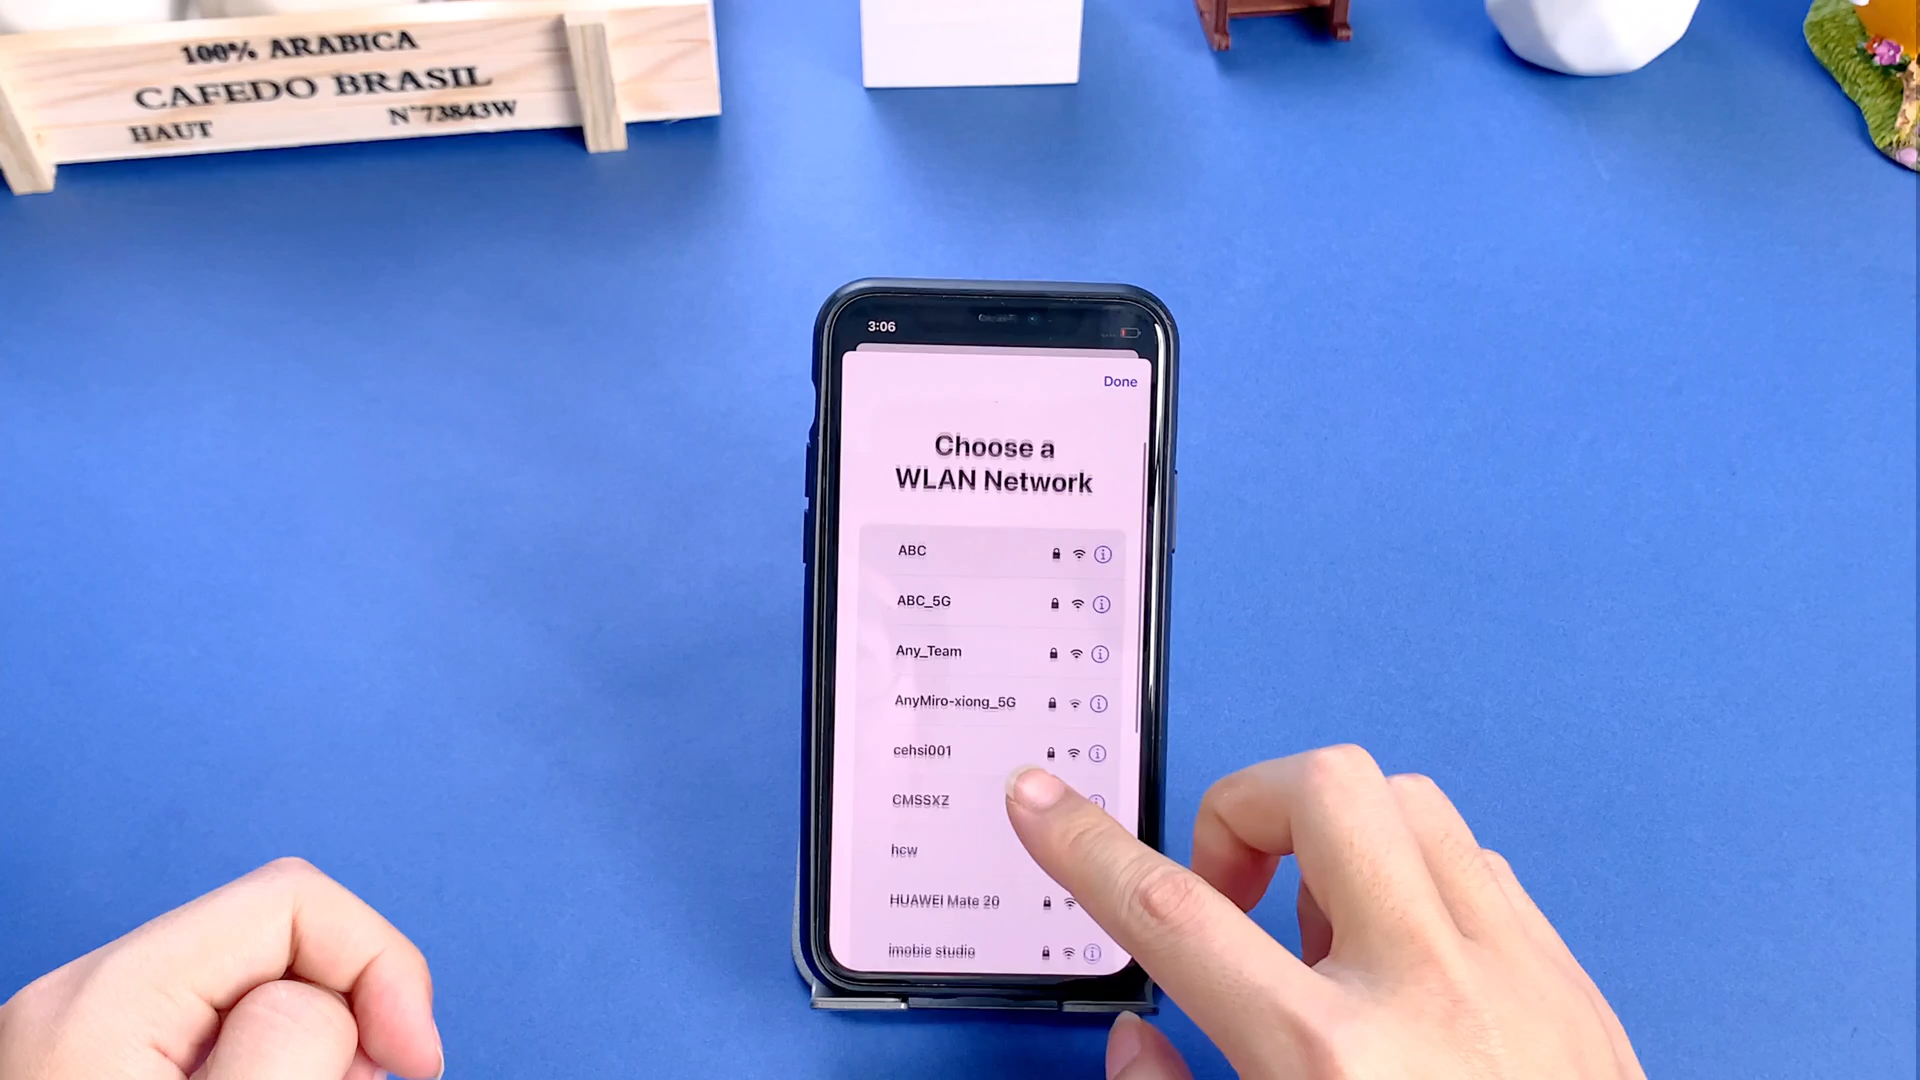 100% ARABICA
CAFEDO BRASIL
HAUT
N°73843W
3:06
Done
Choose a
WLAN Network
ABC
ABC_5G
Any_Team
AnyMiro-xiong_5G
cehsi001
CMSSXZ
hcw
HUAWEI Mate 20
imobie studio